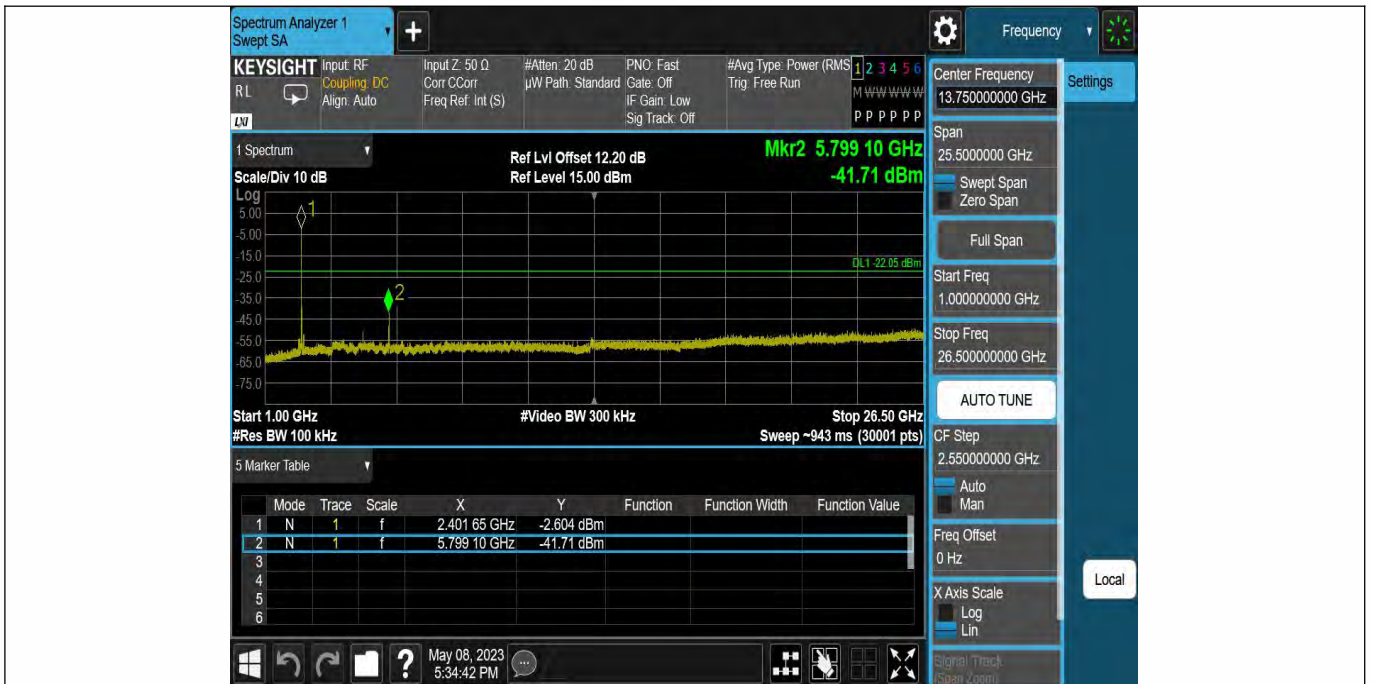 Spectrum Analyzer 1
Swept SA
+
Frequency
KEYSIGHT
RL
LXI
Input: RF
Coupling: DC
Align: Auto
Input Z: 50 Ω
Corr CCorr
Freq Ref: Int (S)
#Atten: 20 dB
µW Path: Standard
PNO: Fast
Gate: Off
IF Gain: Low
Sig Track: Off
#Avg Type: Power (RMS
Trig: Free Run
1 2 3 4 5 6
M W W W W W
P P P P P P
1 Spectrum
Scale/Div 10 dB
Ref Lvl Offset 12.20 dB
Ref Level 15.00 dBm
Mkr2 5.799 10 GHz
-41.71 dBm
Log
5.00
-5.00
-15.0
-25.0
-35.0
-45.0
-55.0
-65.0
-75.0
1
2
DL1 -22.05 dBm
Start 1.00 GHz
#Res BW 100 kHz
#Video BW 300 kHz
Stop 26.50 GHz
Sweep ~943 ms (30001 pts)
5 Marker Table
Mode Trace Scale X Y Function Function Width Function Value
1 N 1 f 2.401 65 GHz -2.604 dBm
2 N 1 f 5.799 10 GHz -41.71 dBm
3
4
5
6
May 08, 2023
5:34:42 PM
?
Center Frequency
13.750000000 GHz
Span
25.5000000 GHz
Swept Span
Zero Span
Full Span
Start Freq
1.000000000 GHz
Stop Freq
26.500000000 GHz
AUTO TUNE
CF Step
2.550000000 GHz
Auto
Man
Freq Offset
0 Hz
X Axis Scale
Log
Lin
Signal Track
(Span Zoom)
Settings
Local